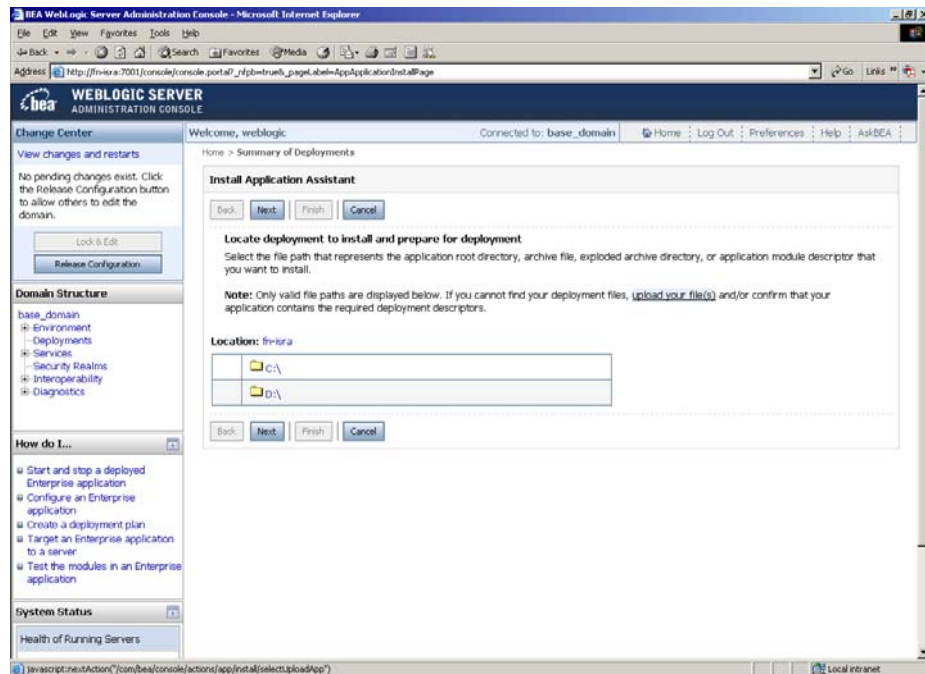 BEA WebLogic Server Administration Console - Microsoft Internet Explorer
File Edit View Favorites Tools Help
Back Search Favorites Media
Address http://fn-isra:7001/console/console.portal?_nfpb=true&_pageLabel=AppApplicationInstallPage Go Links »
bea WEBLOGIC SERVER
ADMINISTRATION CONSOLE
Change Center
View changes and restarts
No pending changes exist. Click
the Release Configuration button
to allow others to edit the
domain.
Lock & Edit
Release Configuration
Domain Structure
base_domain
Environment
Deployments
Services
Security Realms
Interoperability
Diagnostics
How do I...
Start and stop a deployed
Enterprise application
Configure an Enterprise
application
Create a deployment plan
Target an Enterprise application
to a server
Test the modules in an Enterprise
application
System Status
Health of Running Servers
Welcome, weblogic Connected to: base_domain Home Log Out Preferences Help AskBEA
Home > Summary of Deployments
Install Application Assistant
Back Next Finish Cancel
Locate deployment to install and prepare for deployment
Select the file path that represents the application root directory, archive file, exploded archive directory, or application module descriptor that
you want to install.
Note: Only valid file paths are displayed below. If you cannot find your deployment files, upload your file(s) and/or confirm that your
application contains the required deployment descriptors.
Location: fn-isra
C:\
D:\
Back Next Finish Cancel
javascript:nextAction("/com/bea/console/actions/app/install/selectUploadApp") Local intranet